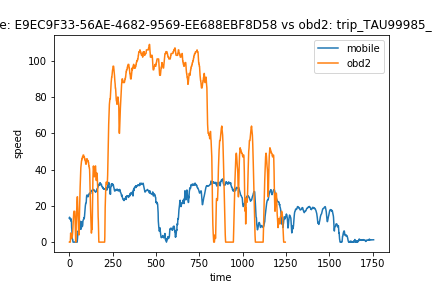 e: E9EC9F33-56AE-4682-9569-EE688EBF8D58 vs obd2: trip_TAU99985_
mobile
obd2
speed
100
80
60
40
20
0
0 250 500 750 1000 1250 1500 1750
time